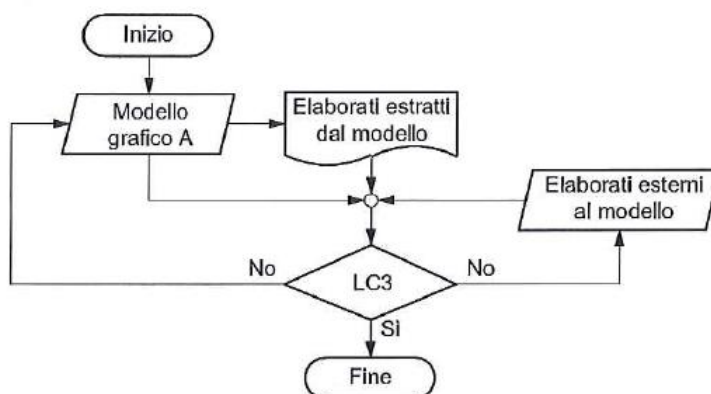 Inizio
Modello
grafico A
Elaborati estratti
dal modello
Elaborati esterni
al modello
No
LC3
No
Sì
Fine